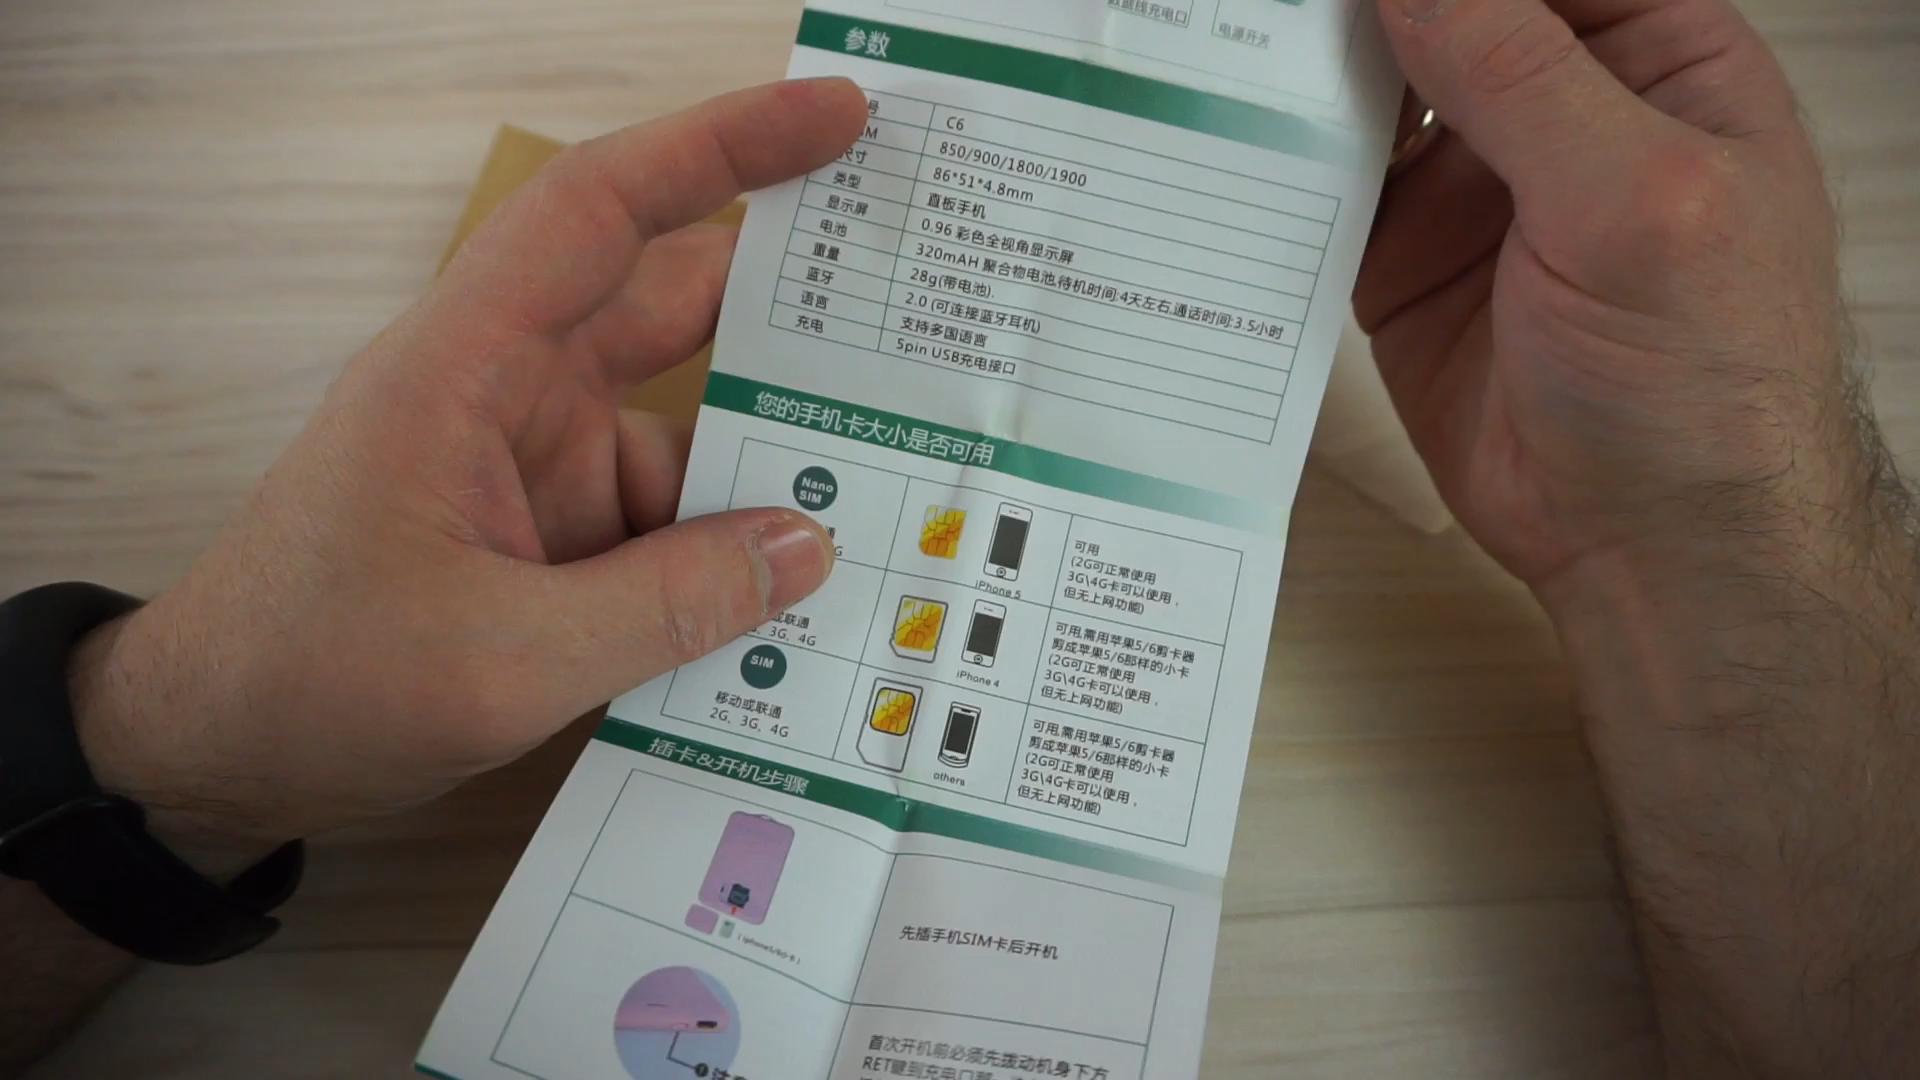 数据线充电口
电源开关
参数
号 C6
M 850/900/1800/1900
尺寸 86*51*4.8mm
类型 直板手机
显示屏 0.96 彩色全视角显示屏
电池 320mAH 聚合物电池,待机时间:4天左右,通话时间:3.5小时
重量 28g(带电池).
蓝牙 2.0 (可连接蓝牙耳机)
语言 支持多国语言
充电 5pin USB充电接口
您的手机卡大小是否可用
Nano
SIM
通
G
iPhone 5
可用
(2G可正常使用
3G\4G卡可以使用，
但无上网功能)
或联通
、3G、4G
iPhone 4
可用,需用苹果5/6剪卡器
剪成苹果5/6那样的小卡
(2G可正常使用
3G\4G卡可以使用，
但无上网功能)
SIM
移动或联通
2G、3G、4G
others
可用,需用苹果5/6剪卡器
剪成苹果5/6那样的小卡
(2G可正常使用
3G\4G卡可以使用，
但无上网功能)
插卡&开机步骤
先插手机SIM卡后开机
首次开机前必须先拨动机身下方
RET键到充电口那